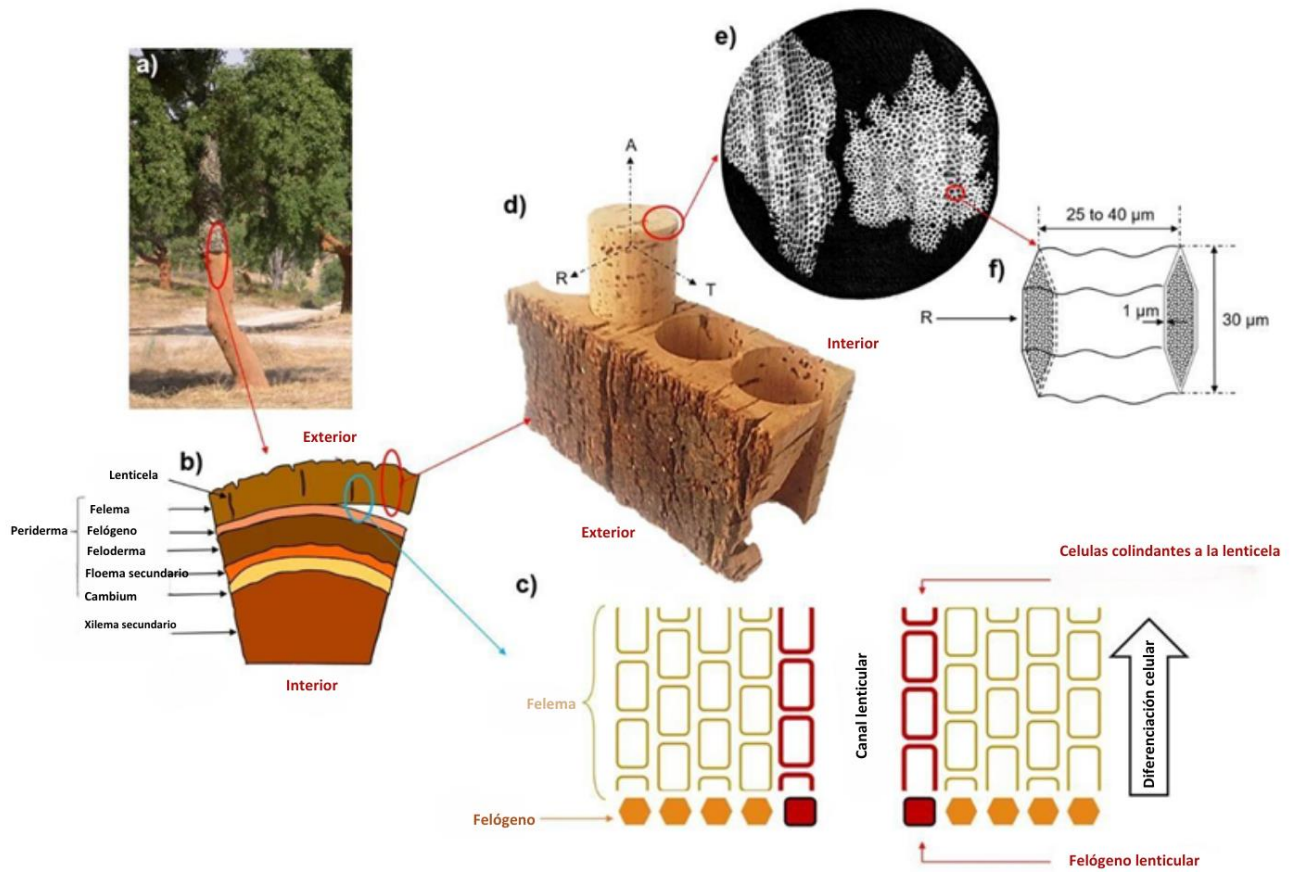 a)
b)
Exterior
Lenticela
Felema
Periderma
Felógeno
Feloderma
Floema secundario
Cambium
Xilema secundario
Interior
d)
A
R
T
Interior
Exterior
e)
25 to 40 µm
f)
R
1 µm
30 µm
c)
Celulas colindantes a la lenticela
Felema
Canal lenticular
Diferenciación celular
Felógeno
Felógeno lenticular